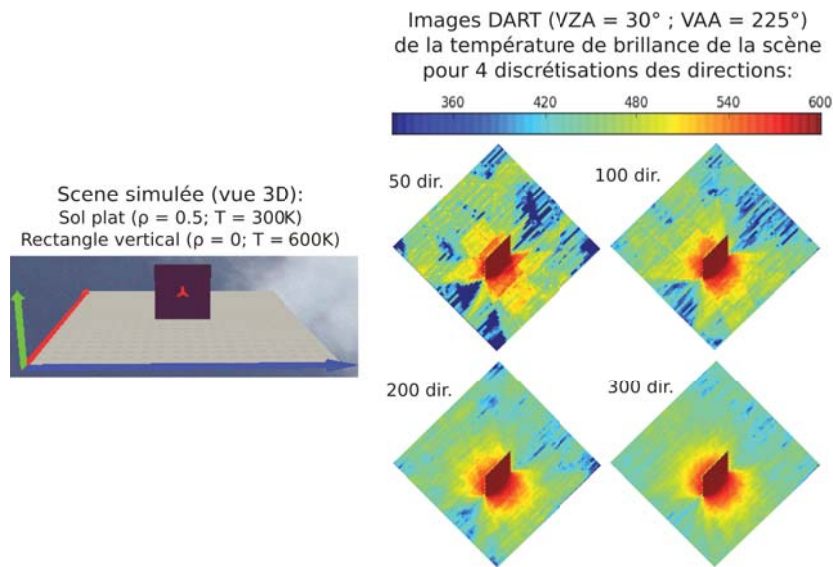 Images DART (VZA = 30° ; VAA = 225°)
de la température de brillance de la scène
pour 4 discrétisations des directions:
360 420 480 540 600
Scene simulée (vue 3D):
Sol plat (ρ = 0.5; T = 300K)
Rectangle vertical (ρ = 0; T = 600K)
50 dir.
100 dir.
200 dir.
300 dir.